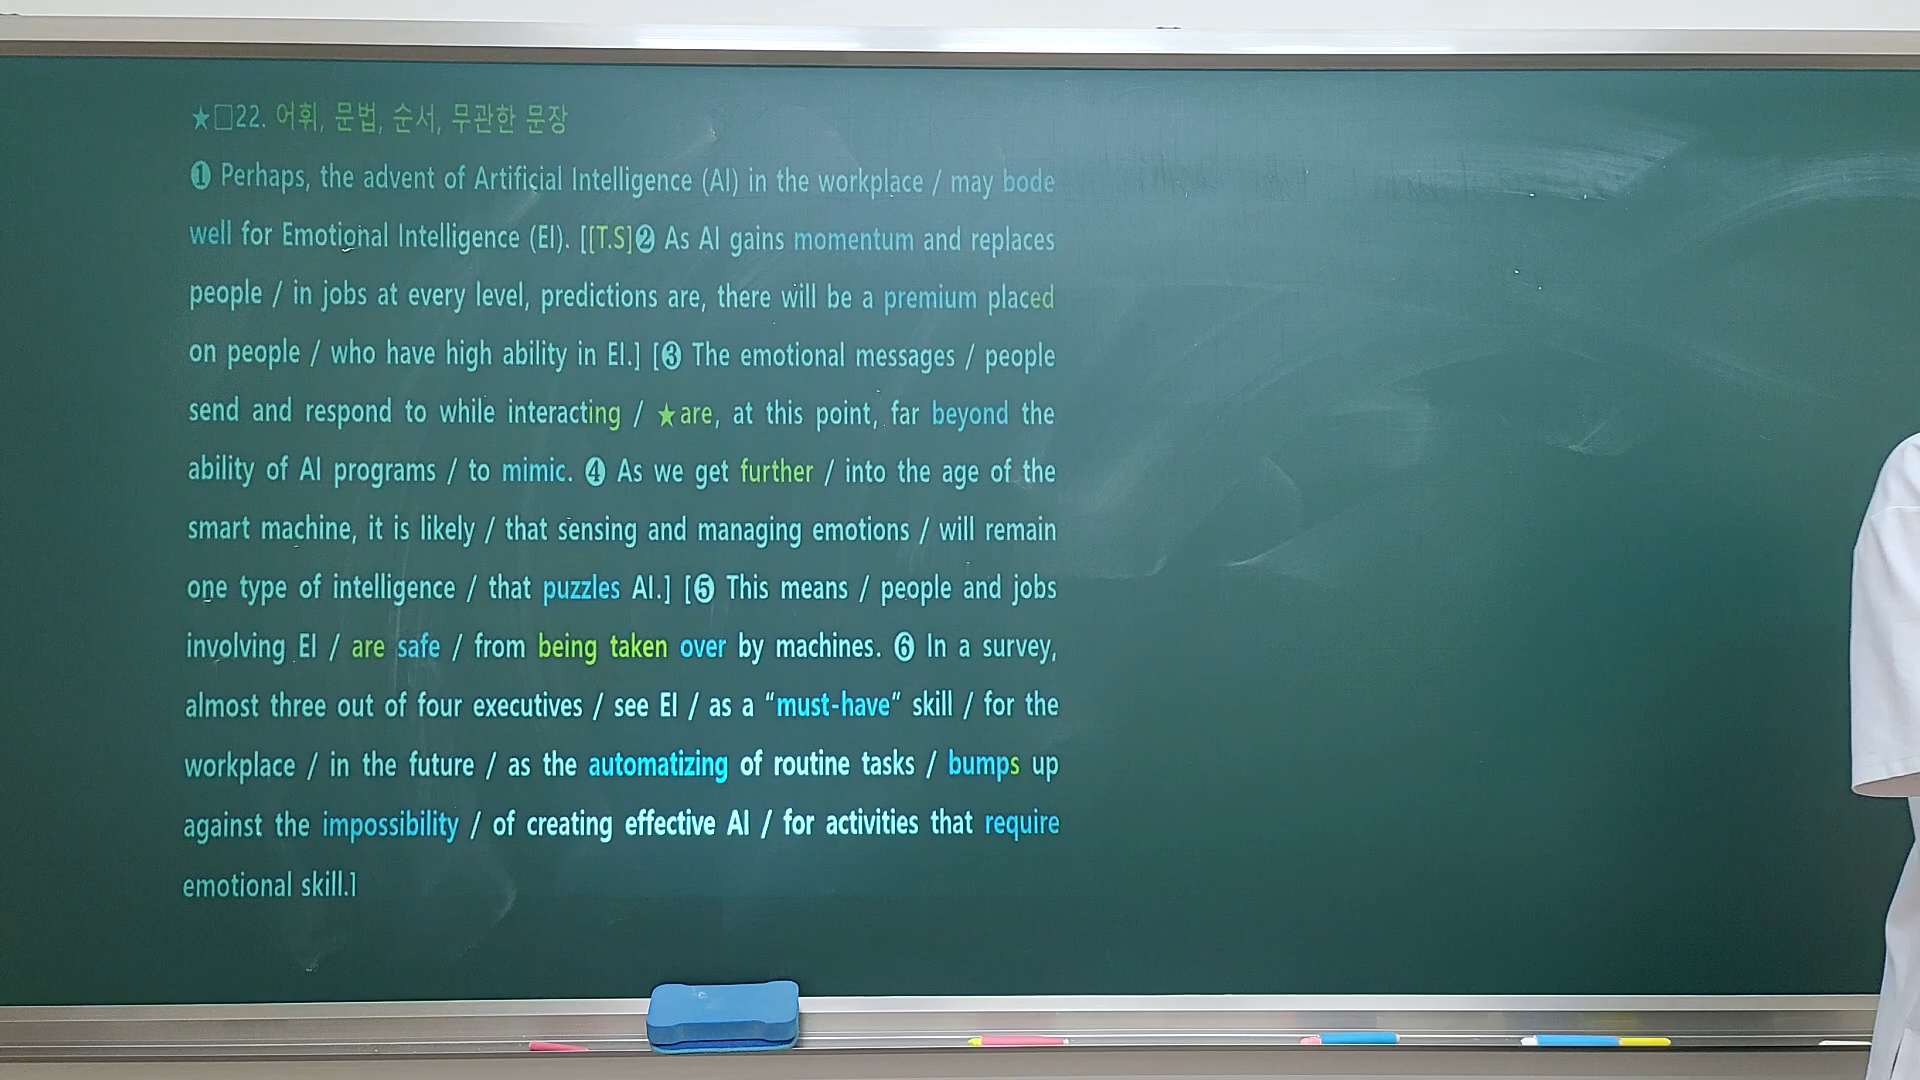 ★□22. 어휘, 문법, 순서, 무관한 문장
❶ Perhaps, the advent of Artificial Intelligence (AI) in the workplace / may bode
well for Emotional Intelligence (EI). [[T.S]❷ As AI gains momentum and replaces
people / in jobs at every level, predictions are, there will be a premium placed
on people / who have high ability in EI.] [❸ The emotional messages / people
send and respond to while interacting / ★are, at this point, far beyond the
ability of AI programs / to mimic. ❹ As we get further / into the age of the
smart machine, it is likely / that sensing and managing emotions / will remain
one type of intelligence / that puzzles AI.] [❺ This means / people and jobs
involving EI / are safe / from being taken over by machines. ❻ In a survey,
almost three out of four executives / see EI / as a “must-have” skill / for the
workplace / in the future / as the automatizing of routine tasks / bumps up
against the impossibility / of creating effective AI / for activities that require
emotional skill.]